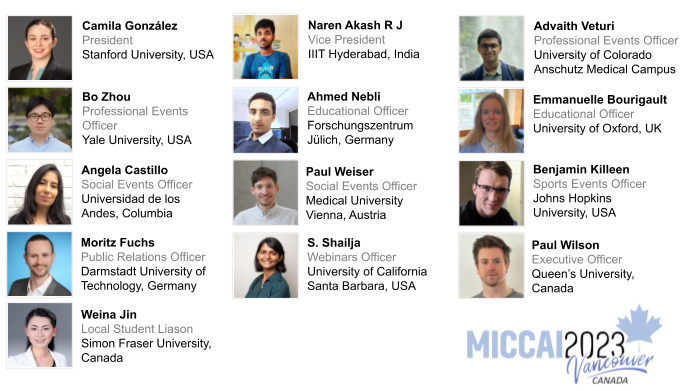 Camila González
President
Stanford University, USA
Naren Akash R J
Vice President
IIIT Hyderabad, India
Advaith Veturi
Professional Events Officer
University of Colorado
Anschutz Medical Campus
Bo Zhou
Professional Events
Officer
Yale University, USA
Ahmed Nebli
Educational Officer
Forschungszentrum
Jülich, Germany
Emmanuelle Bourigault
Educational Officer
University of Oxford, UK
Angela Castillo
Social Events Officer
Universidad de los
Andes, Columbia
Paul Weiser
Social Events Officer
Medical University
Vienna, Austria
Benjamin Killeen
Sports Events Officer
Johns Hopkins
University, USA
Moritz Fuchs
Public Relations Officer
Darmstadt University of
Technology, Germany
S. Shailja
Webinars Officer
University of California
Santa Barbara, USA
Paul Wilson
Executive Officer
Queen's University,
Canada
Weina Jin
Local Student Liason
Simon Fraser University,
Canada
MICCAI2023
Vancouver
CANADA